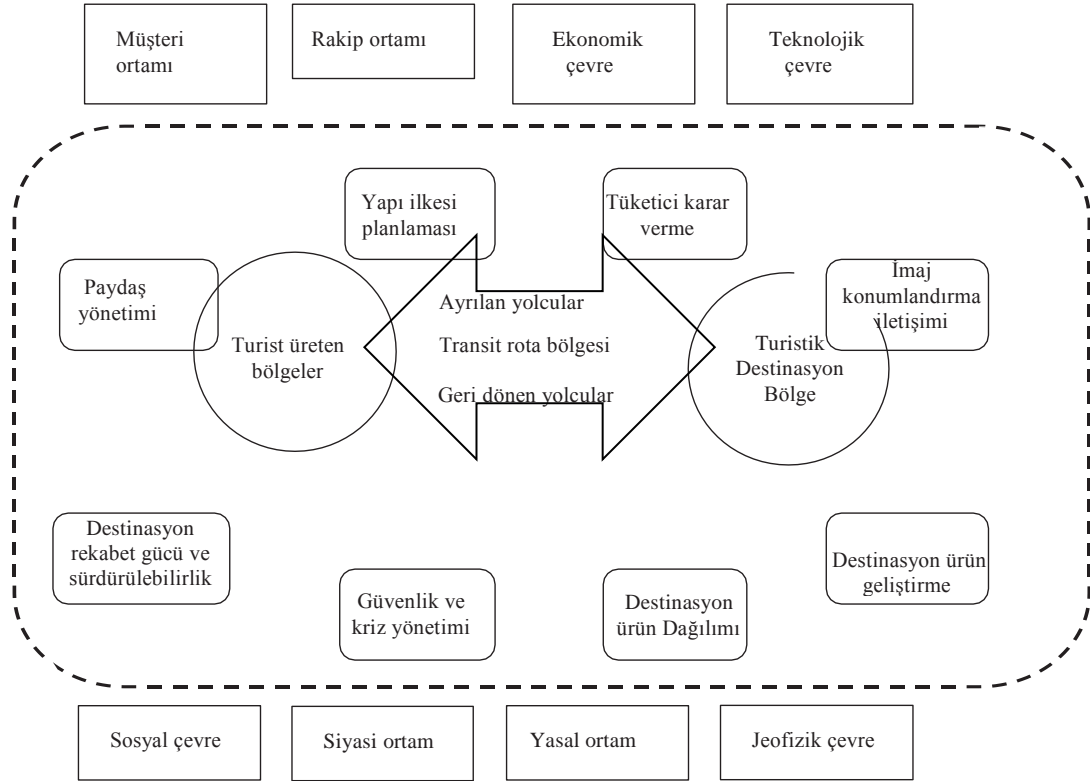 Müşteri
ortamı
Rakip ortamı
Ekonomik
çevre
Teknolojik
çevre
Yapı ilkesi
planlaması
Tüketici karar
verme
Paydaş
yönetimi
İmaj
konumlandırma
iletişimi
Turist üreten
bölgeler
Ayrılan yolcular
Transit rota bölgesi
Geri dönen yolcular
Turistik
Destinasyon
Bölge
Destinasyon
rekabet gücü ve
sürdürülebilirlik
Güvenlik ve
kriz yönetimi
Destinasyon
ürün Dağılımı
Destinasyon ürün
geliştirme
Sosyal çevre
Siyasi ortam
Yasal ortam
Jeofizik çevre